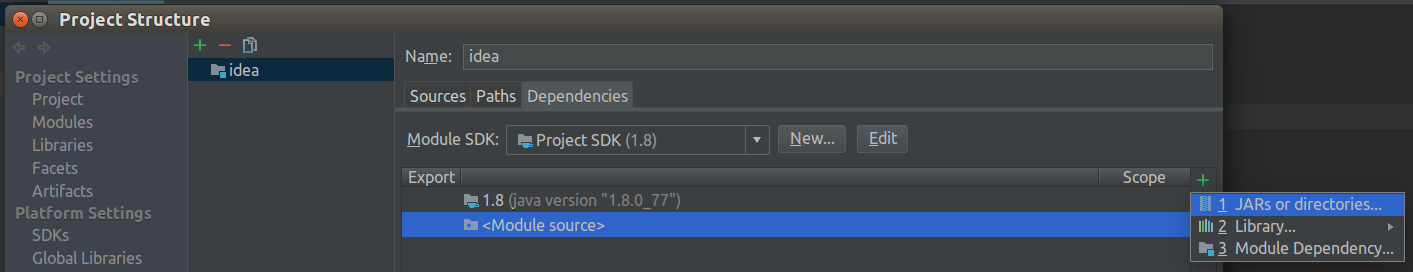 Project Structure
Project Settings
Project
Modules
Libraries
Facets
Artifacts
Platform Settings
SDKs
Global Libraries
idea
Name: idea
Sources Paths Dependencies
Module SDK: Project SDK (1.8) New... Edit
Export Scope
1.8 (java version "1.8.0_77")
<Module source>
1 JARs or directories...
2 Library...
3 Module Dependency...